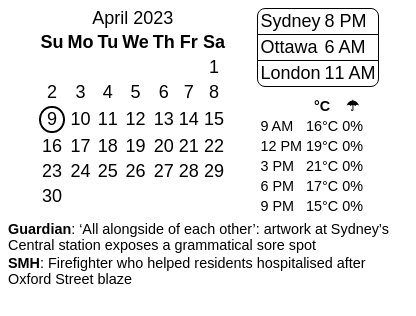 April 2023
Su Mo Tu We Th Fr Sa
1
2 3 4 5 6 7 8
9 10 11 12 13 14 15
16 17 18 19 20 21 22
23 24 25 26 27 28 29
30
Sydney 8 PM
Ottawa 6 AM
London 11 AM
°C ☂
9 AM 16°C 0%
12 PM 19°C 0%
3 PM 21°C 0%
6 PM 17°C 0%
9 PM 15°C 0%
Guardian: ‘All alongside of each other’: artwork at Sydney’s
Central station exposes a grammatical sore spot
SMH: Firefighter who helped residents hospitalised after
Oxford Street blaze